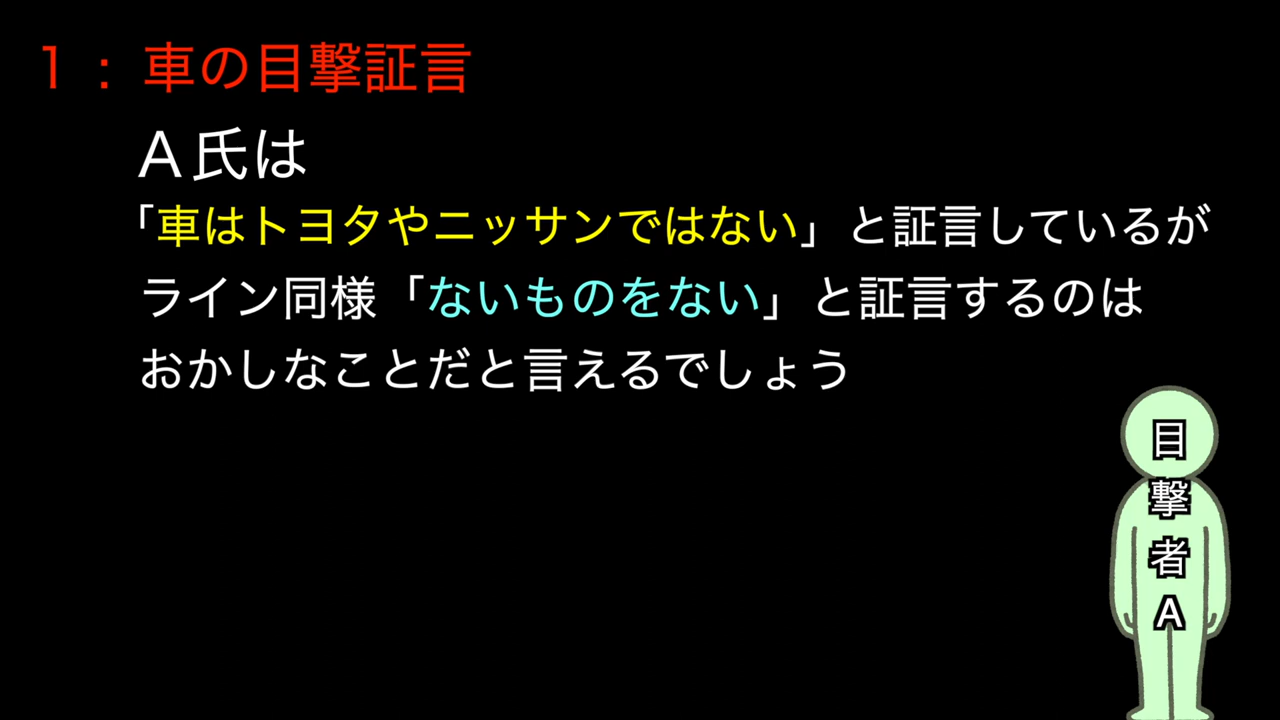 １：車の目撃証言
Ａ氏は
「車はトヨタやニッサンではない」と証言しているが
ライン同様「ないものをない」と証言するのは
おかしなことだと言えるでしょう
目撃者A